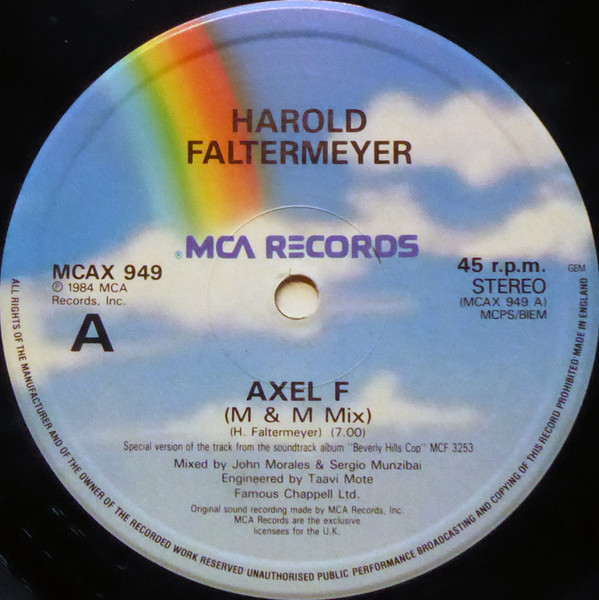 HAROLD
FALTERMEYER
® MCA RECORDS
MCAX 949
℗ 1984 MCA
Records, Inc.
A
45 r.p.m.
STEREO
(MCAX 949 A)
MCPS/BIEM
GEM
AXEL F
(M & M Mix)
(H. Faltermeyer) (7.00)
Special version of the track from the soundtrack album "Beverly Hills Cop" MCF 3253
Mixed by John Morales & Sergio Munzibai
Engineered by Taavi Mote
Famous Chappell Ltd.
Original sound recording made by MCA Records, Inc.
MCA Records are the exclusive
licensees for the U.K.
ALL RIGHTS OF THE MANUFACTURER AND OF THE OWNER OF THE RECORDED WORK RESERVED·UNAUTHORISED PUBLIC PERFORMANCE BROADCASTING AND COPYING OF THIS RECORD PROHIBITED·MADE IN ENGLAND